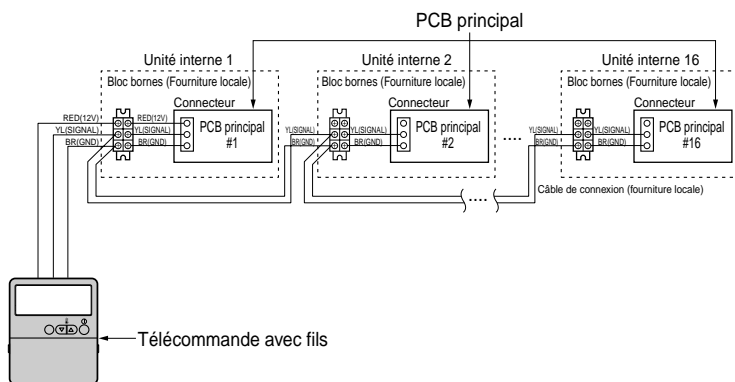 PCB principal
Unité interne 1
Unité interne 2
Unité interne 16
Bloc bornes (Fourniture locale)
Bloc bornes (Fourniture locale)
Bloc bornes (Fourniture locale)
Connecteur
Connecteur
Connecteur
RED(12V)
RED(12V)
YL(SIGNAL)
YL(SIGNAL)
BR(GND)
BR(GND)
PCB principal
#1
YL(SIGNAL)
YL(SIGNAL)
BR(GND)
BR(GND)
PCB principal
#2
YL(SIGNAL)
YL(SIGNAL)
BR(GND)
BR(GND)
PCB principal
#16
Câble de connexion (fourniture locale)
Télécommande avec fils